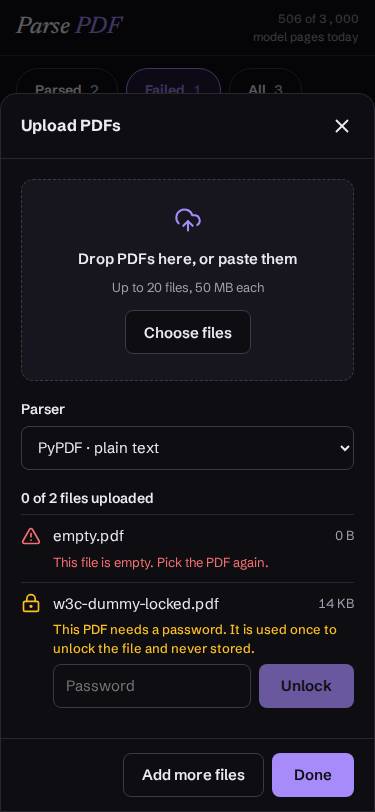 Parse PDF
506 of 3,000
model pages today
Parsed 2
Failed 1
All 3
Upload PDFs
Drop PDFs here, or paste them
Up to 20 files, 50 MB each
Choose files
Parser
PyPDF · plain text
0 of 2 files uploaded
empty.pdf
0 B
This file is empty. Pick the PDF again.
w3c-dummy-locked.pdf
14 KB
This PDF needs a password. It is used once to
unlock the file and never stored.
Password
Unlock
Add more files
Done